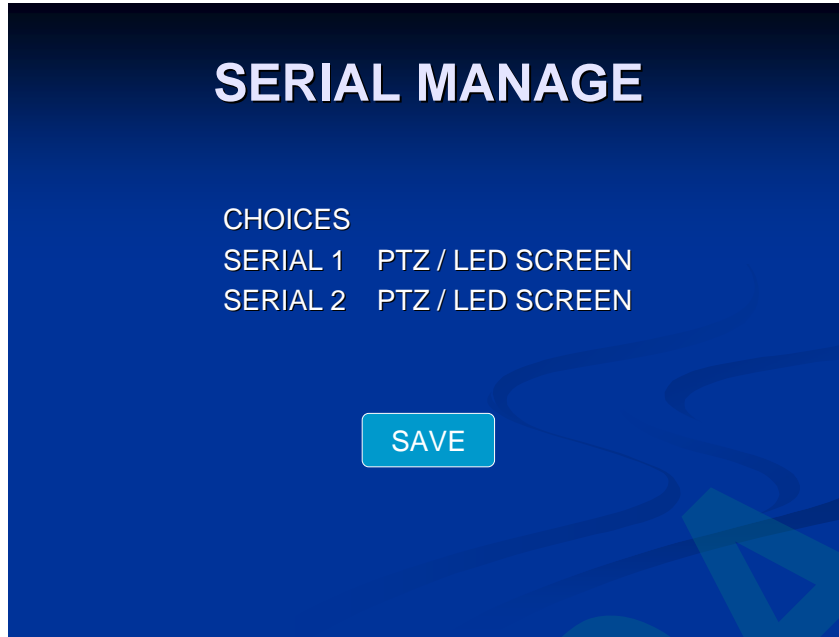 SERIAL MANAGE
CHOICES
SERIAL 1 PTZ / LED SCREEN
SERIAL 2 PTZ / LED SCREEN
SAVE